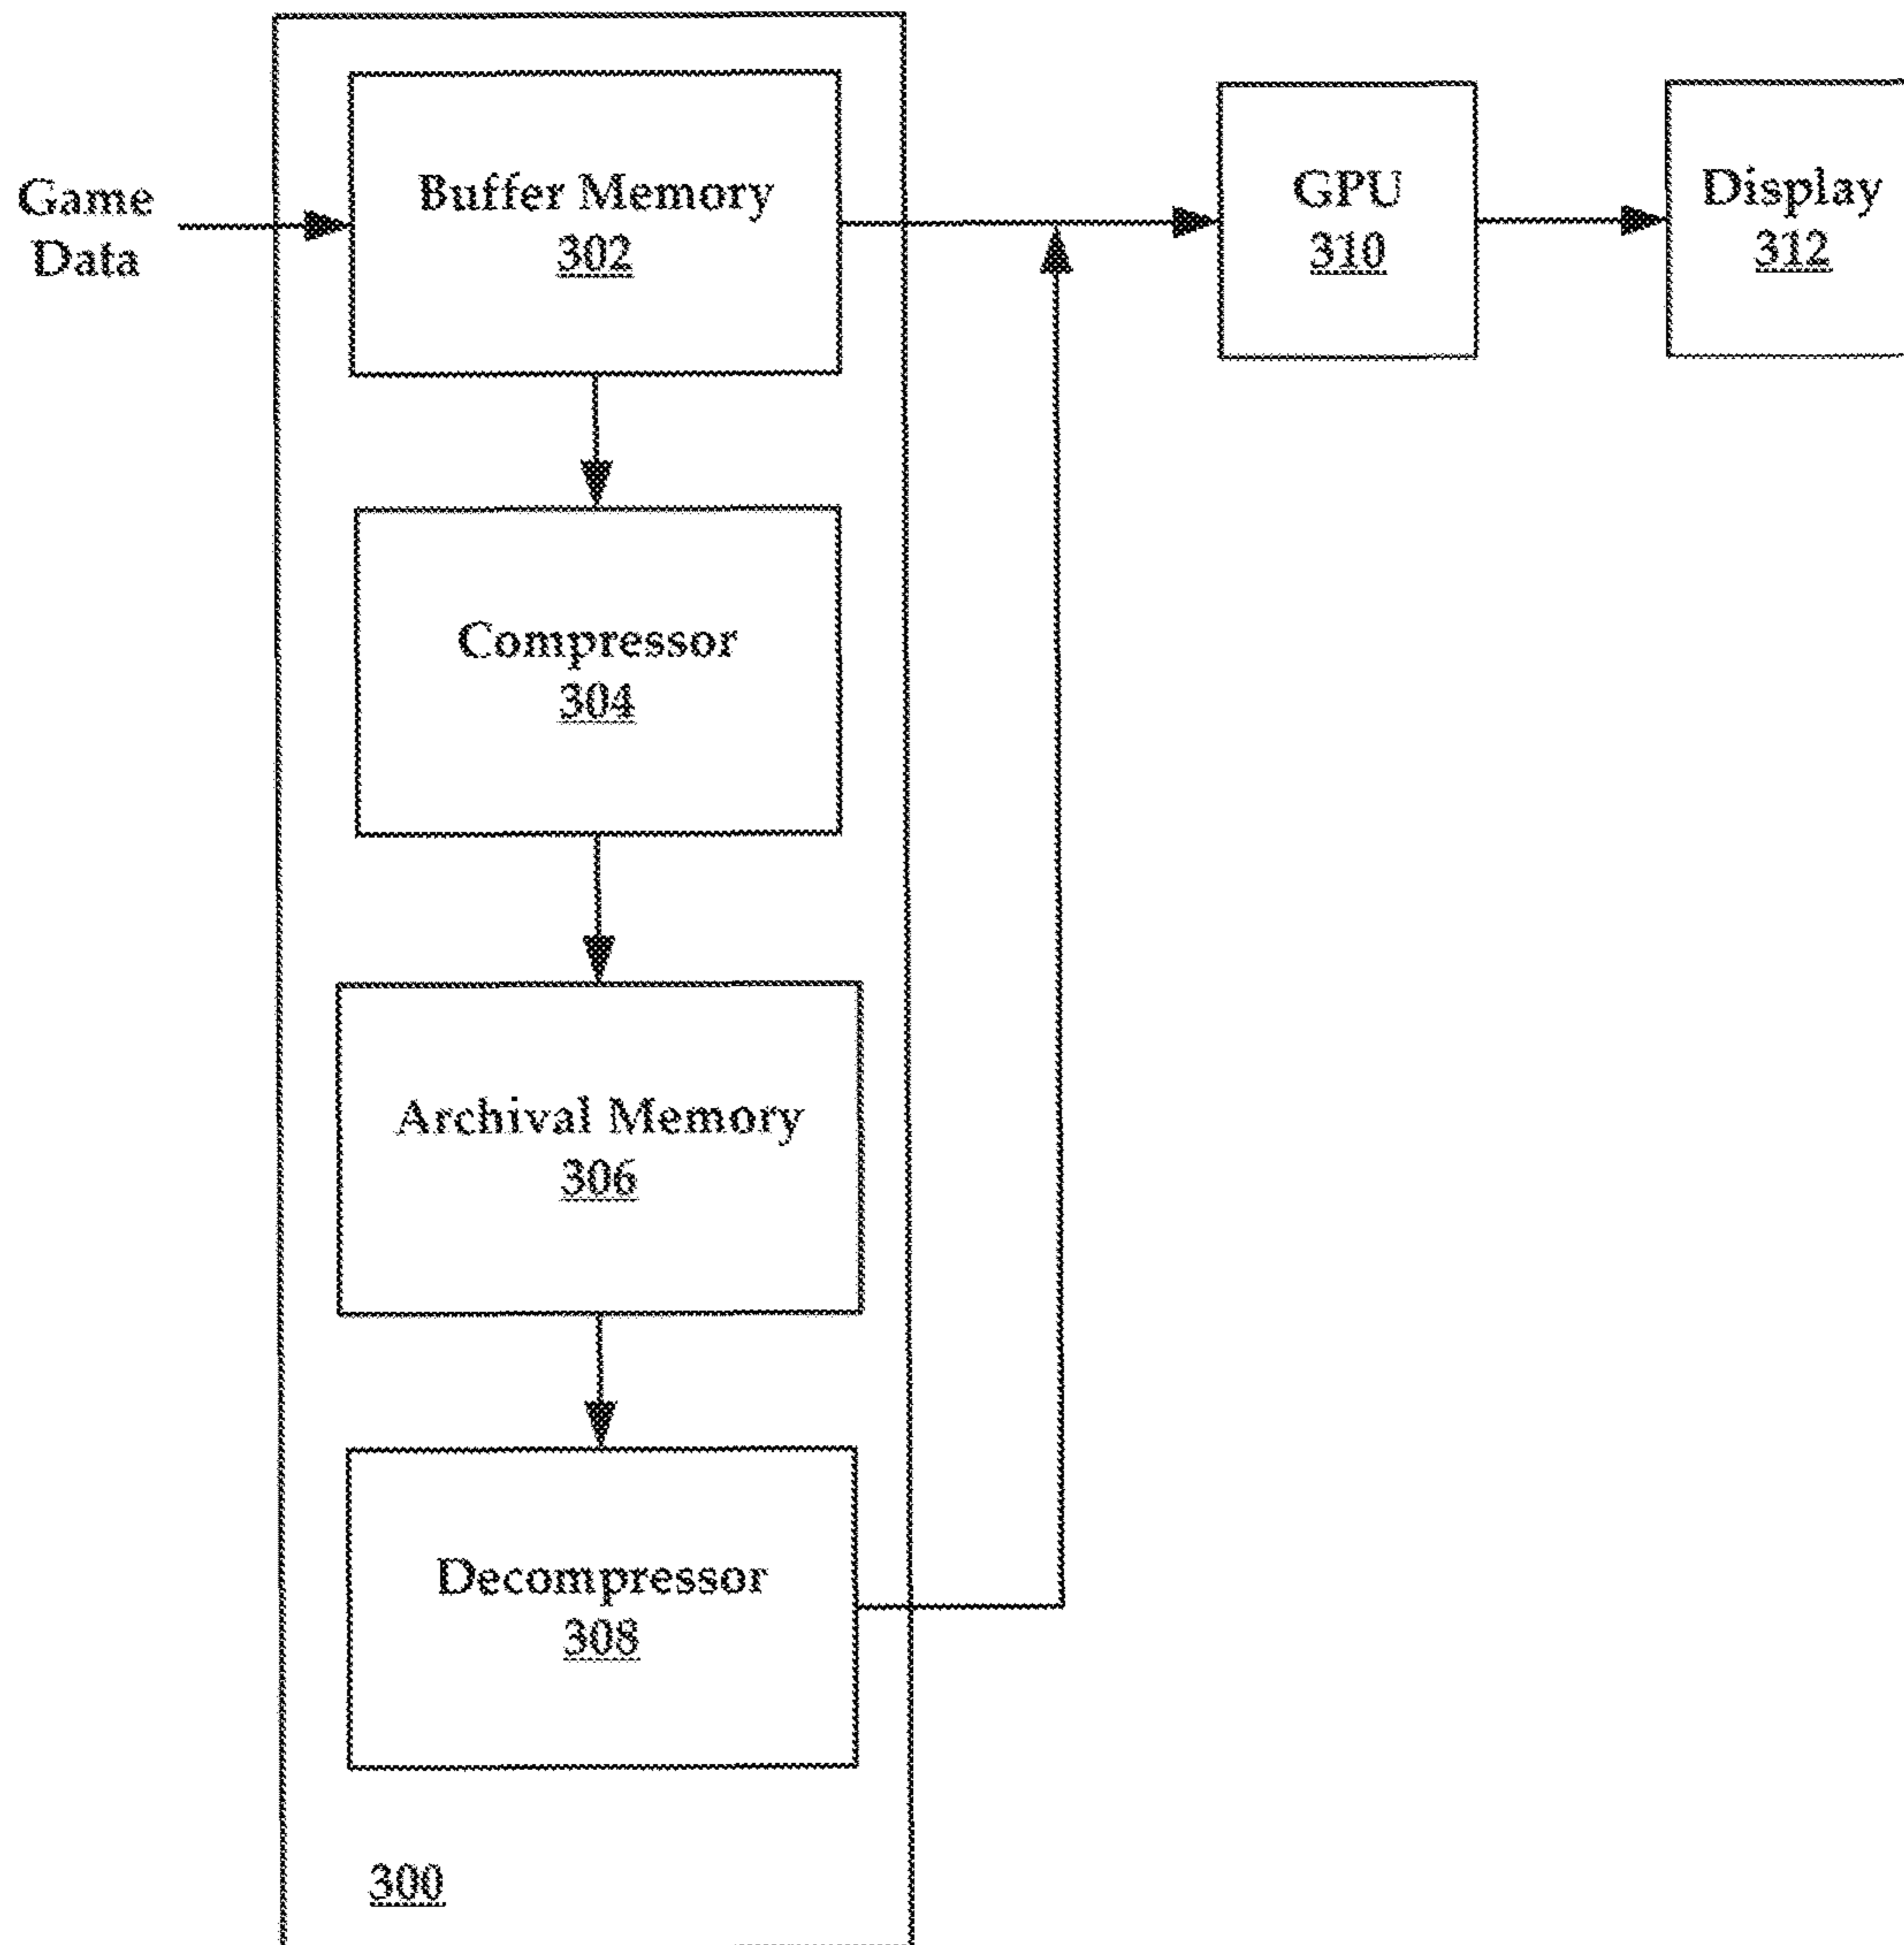 Game
Data
Buffer Memory
302
GPU
310
Display
312
Compressor
304
Archival Memory
306
Decompressor
308
300